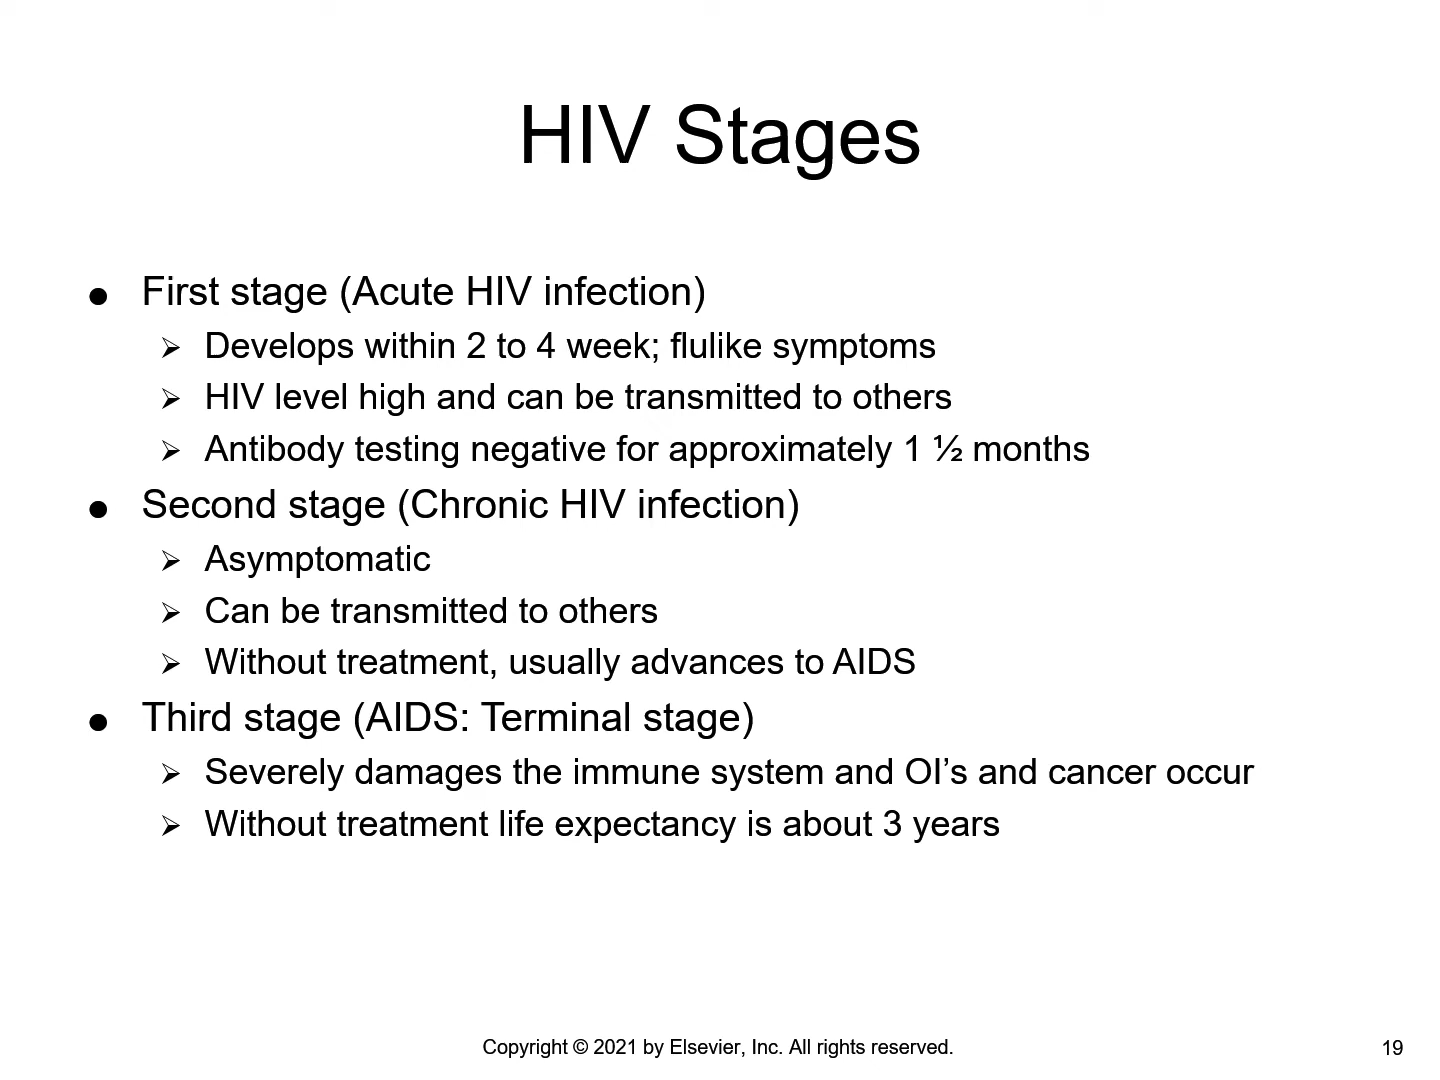 HIV Stages
● First stage (Acute HIV infection)
➢ Develops within 2 to 4 week; flulike symptoms
➢ HIV level high and can be transmitted to others
➢ Antibody testing negative for approximately 1 ½ months
● Second stage (Chronic HIV infection)
➢ Asymptomatic
➢ Can be transmitted to others
➢ Without treatment, usually advances to AIDS
● Third stage (AIDS: Terminal stage)
➢ Severely damages the immune system and OI’s and cancer occur
➢ Without treatment life expectancy is about 3 years
Copyright © 2021 by Elsevier, Inc. All rights reserved.
19